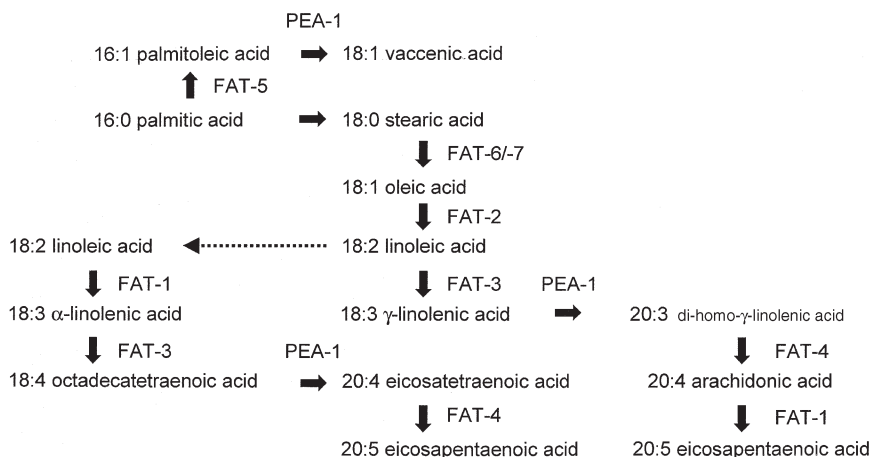 PEA-1
16:1 palmitoleic acid 18:1 vaccenic acid
FAT-5
16:0 palmitic acid 18:0 stearic acid
FAT-6/-7
18:1 oleic acid
FAT-2
18:2 linoleic acid 18:2 linoleic acid
FAT-1 FAT-3 PEA-1
18:3 α-linolenic acid 18:3 γ-linolenic acid 20:3 di-homo-γ-linolenic acid
FAT-3 PEA-1 FAT-4
18:4 octadecatetraenoic acid 20:4 eicosatetraenoic acid 20:4 arachidonic acid
FAT-4 FAT-1
20:5 eicosapentaenoic acid 20:5 eicosapentaenoic acid